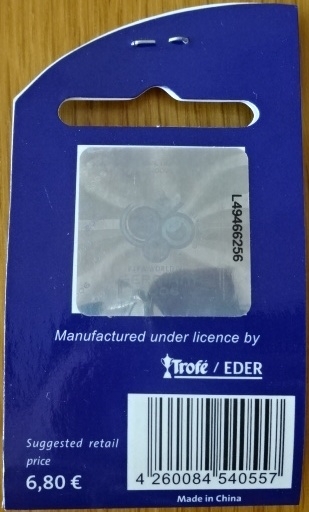 L49466256
Manufactured under licence by
Trofé / EDER
Suggested retail
price
6,80 €
4 260084 540557
Made in China